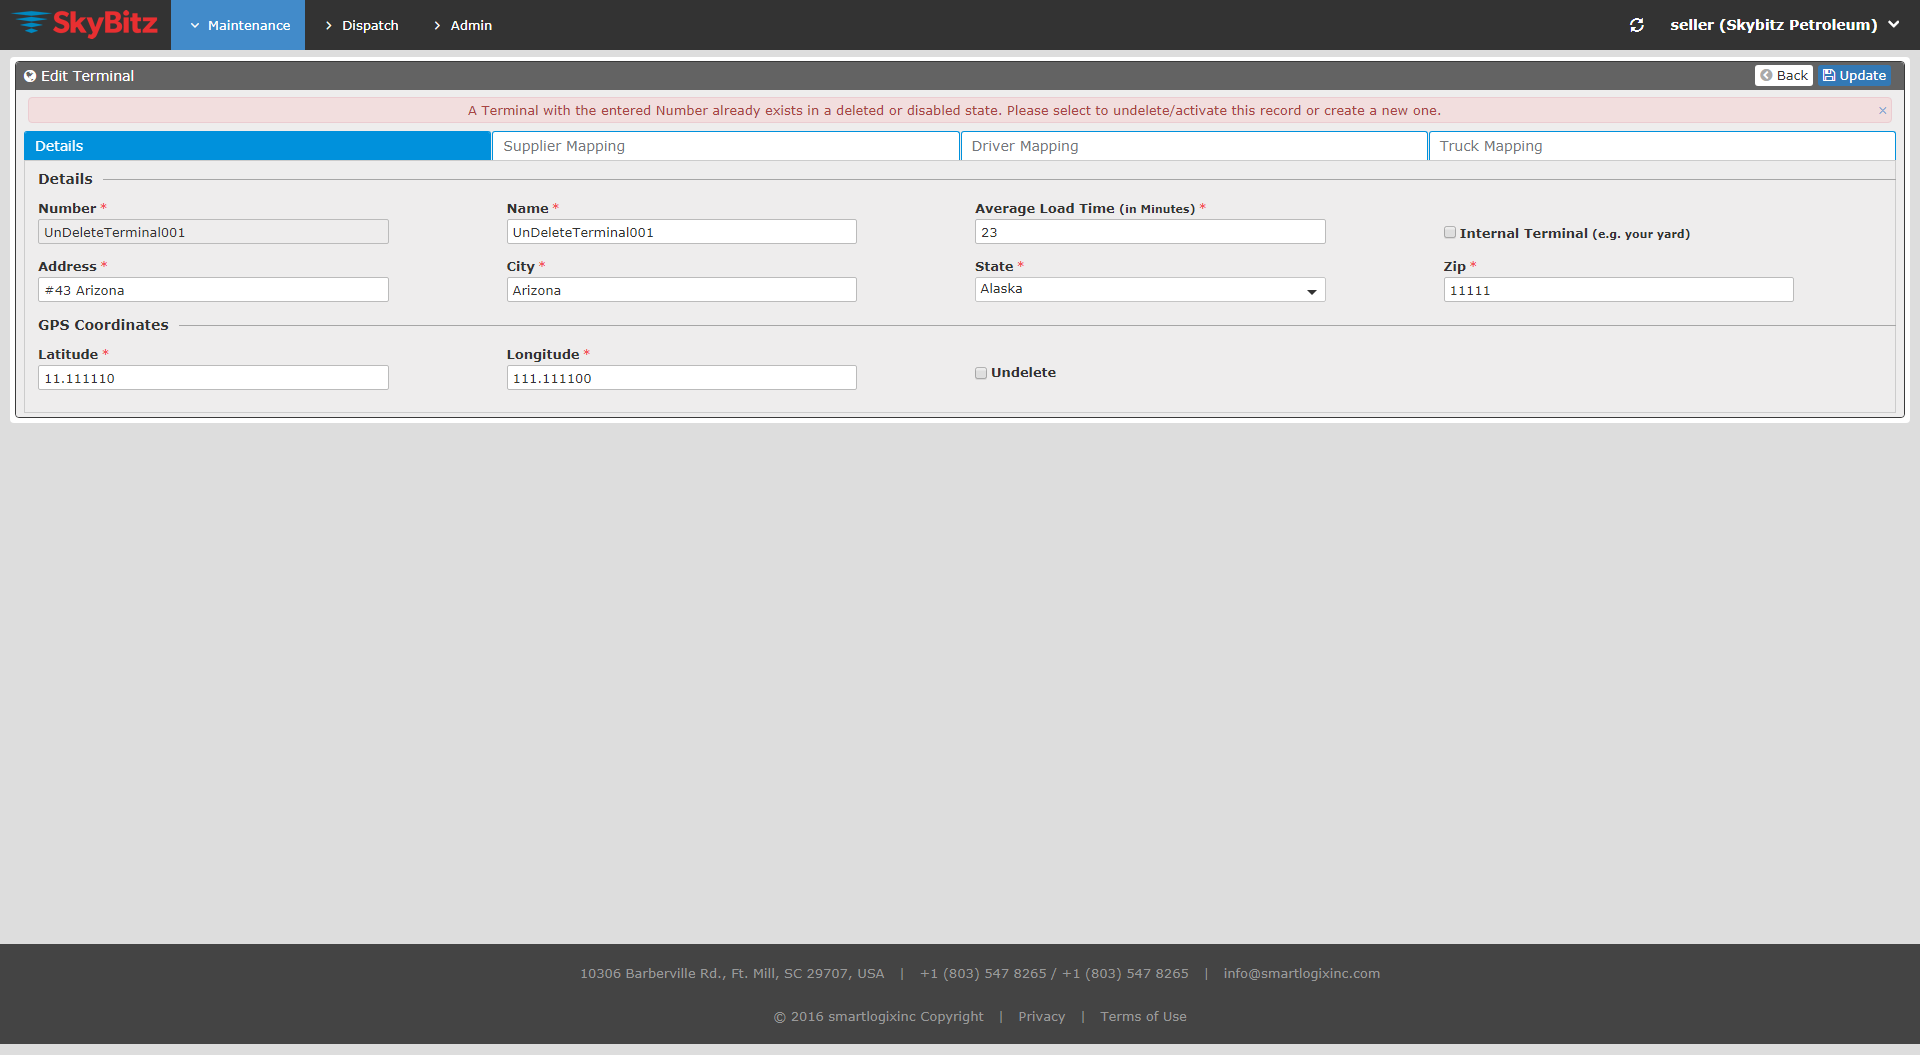 SkyBitz Maintenance Dispatch Admin seller (Skybitz Petroleum)
Edit Terminal Back Update
A Terminal with the entered Number already exists in a deleted or disabled state. Please select to undelete/activate this record or create a new one. ×
Details Supplier Mapping Driver Mapping Truck Mapping
Details
Number * Name * Average Load Time (in Minutes) *
UnDeleteTerminal001 UnDeleteTerminal001 23 Internal Terminal (e.g. your yard)
Address * City * State * Zip *
#43 Arizona Arizona Alaska 11111
GPS Coordinates
Latitude * Longitude *
11.111110 111.111100 Undelete
10306 Barberville Rd., Ft. Mill, SC 29707, USA | +1 (803) 547 8265 / +1 (803) 547 8265 | info@smartlogixinc.com
© 2016 smartlogixinc Copyright | Privacy | Terms of Use